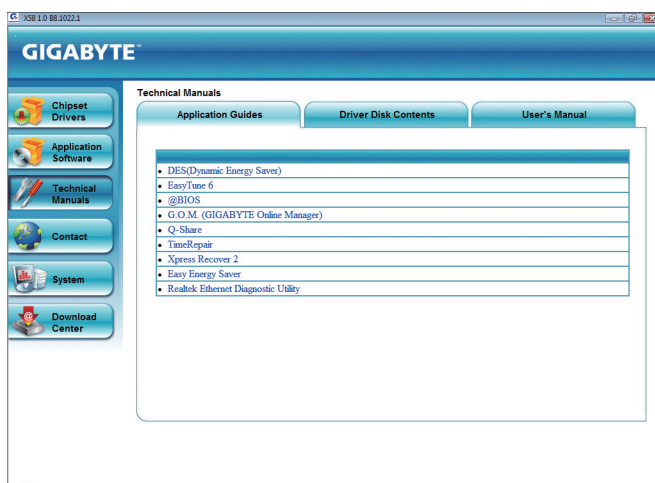 X58 1.0 B8.1022.1
GIGABYTE™
Technical Manuals
Chipset
Drivers
Application
Software
Technical
Manuals
Contact
System
Download
Center
Application Guides
Driver Disk Contents
User's Manual
• DES(Dynamic Energy Saver)
• EasyTune 6
• @BIOS
• G.O.M. (GIGABYTE Online Manager)
• Q-Share
• TimeRepair
• Xpress Recover 2
• Easy Energy Saver
• Realtek Ethernet Diagnostic Utility